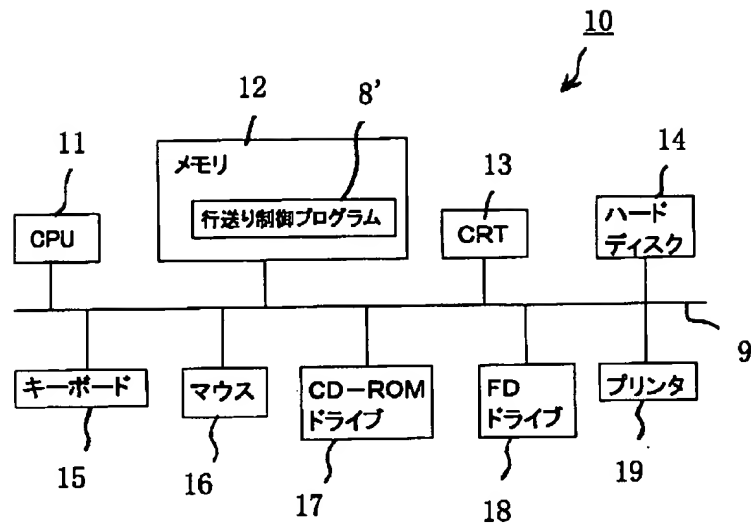 10
8'
12
11
メモリ
13
14
行送り制御プログラム
CPU
CRT
ハード
ディスク
9
キーボード
マウス
CD-ROM
ドライブ
FD
ドライブ
プリンタ
15
16
17
18
19